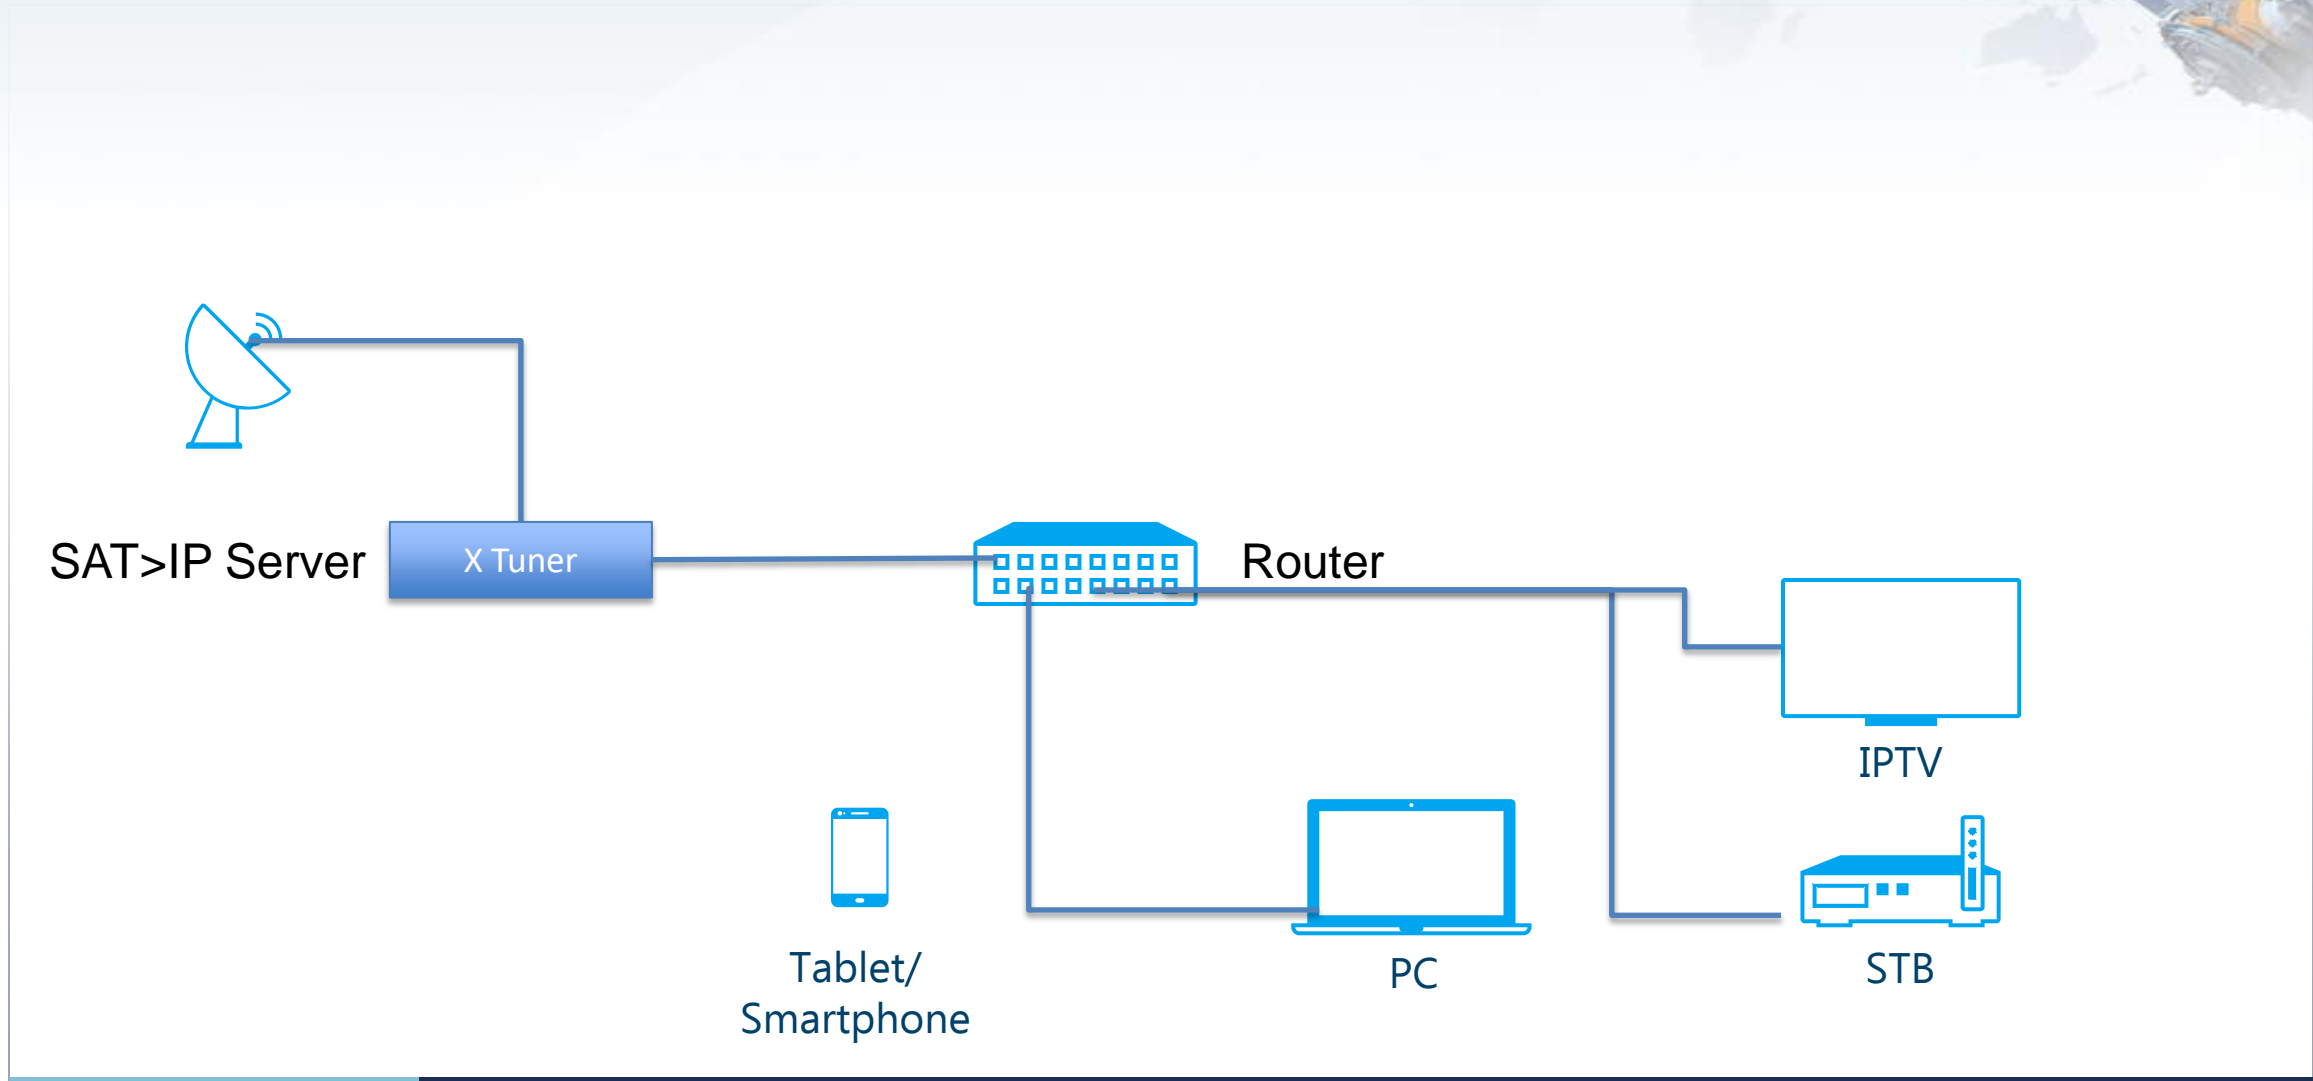 SAT>IP Server
X Tuner
Router
IPTV
Tablet/
Smartphone
PC
STB